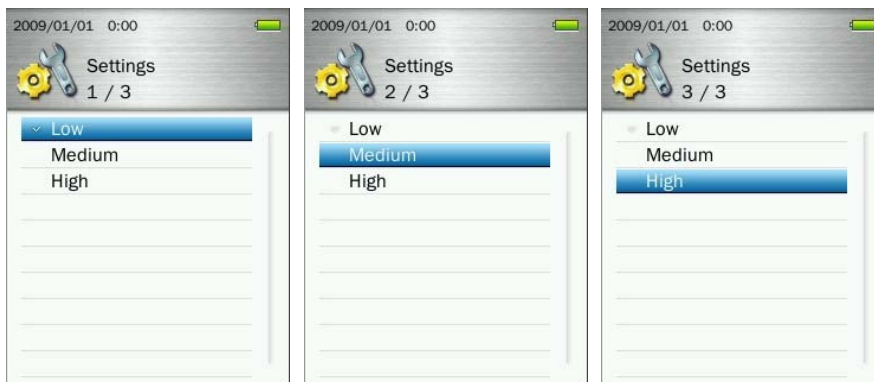 2009/01/01 0:00
Settings
1 / 3
Low
Medium
High
2009/01/01 0:00
Settings
2 / 3
Low
Medium
High
2009/01/01 0:00
Settings
3 / 3
Low
Medium
High